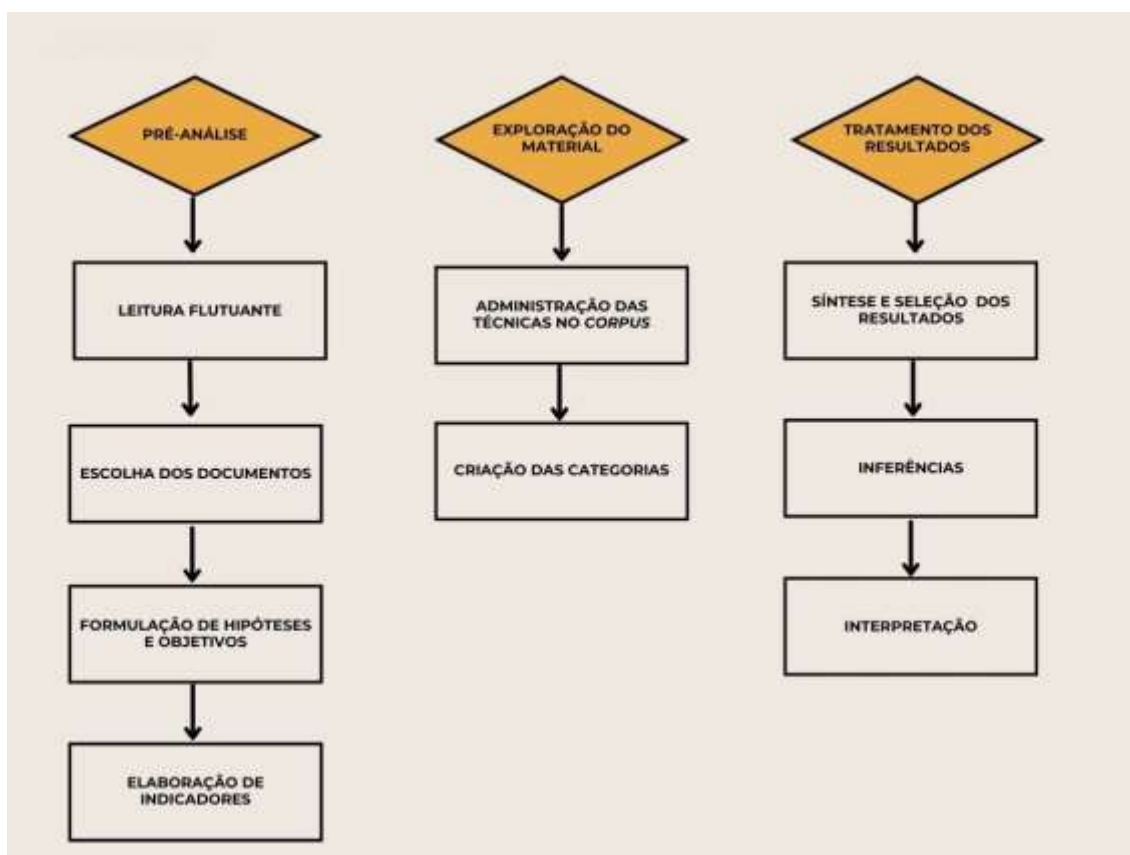 PRÉ-ANÁLISE
LEITURA FLUTUANTE
ESCOLHA DOS DOCUMENTOS
FORMULAÇÃO DE HIPÓTESES
E OBJETIVOS
ELABORAÇÃO DE
INDICADORES
EXPLORAÇÃO DO
MATERIAL
ADMINISTRAÇÃO DAS
TÉCNICAS NO CORPUS
CRIAÇÃO DAS CATEGORIAS
TRATAMENTO DOS
RESULTADOS
SÍNTESE E SELEÇÃO DOS
RESULTADOS
INFERÊNCIAS
INTERPRETAÇÃO